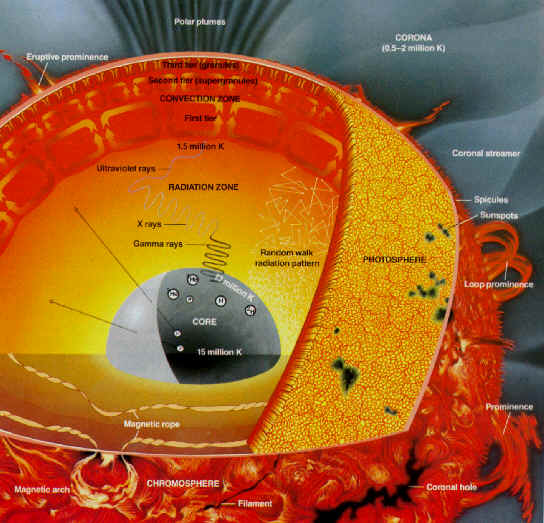 Polar plumes
CORONA
(0.5–2 million K)
Eruptive prominence
Third tier (granules)
Second tier (supergranules)
CONVECTION ZONE
First tier
1.5 million K
Ultraviolet rays
RADIATION ZONE
Coronal streamer
Spicules
Sunspots
X rays
Gamma rays
Random walk
radiation pattern
PHOTOSPHERE
Loop prominence
million K
CORE
15 million K
Prominence
Magnetic rope
Magnetic arch
CHROMOSPHERE
Filament
Coronal hole